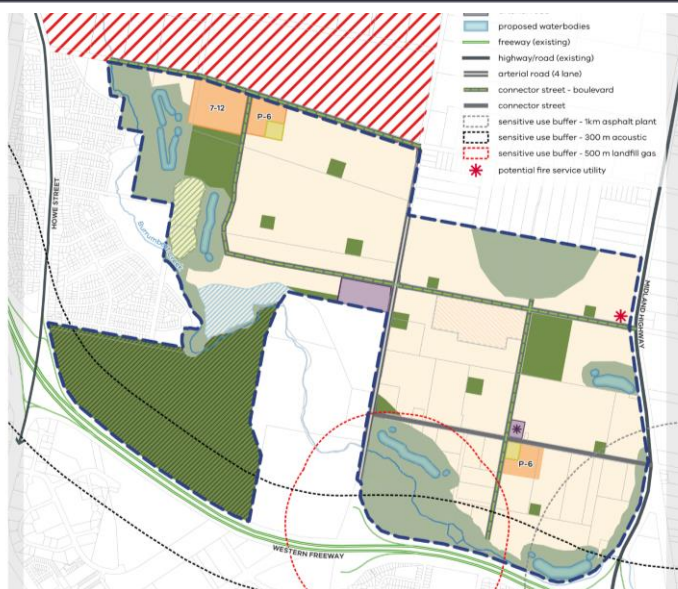 proposed waterbodies
freeway (existing)
highway/road (existing)
arterial road (4 lane)
connector street - boulevard
connector street
sensitive use buffer - 1km asphalt plant
sensitive use buffer - 300 m acoustic
sensitive use buffer - 500 m landfill gas
potential fire service utility
7-12
P-6
HOWE STREET
MIDLAND HIGHWAY
P-6
WESTERN FREEWAY